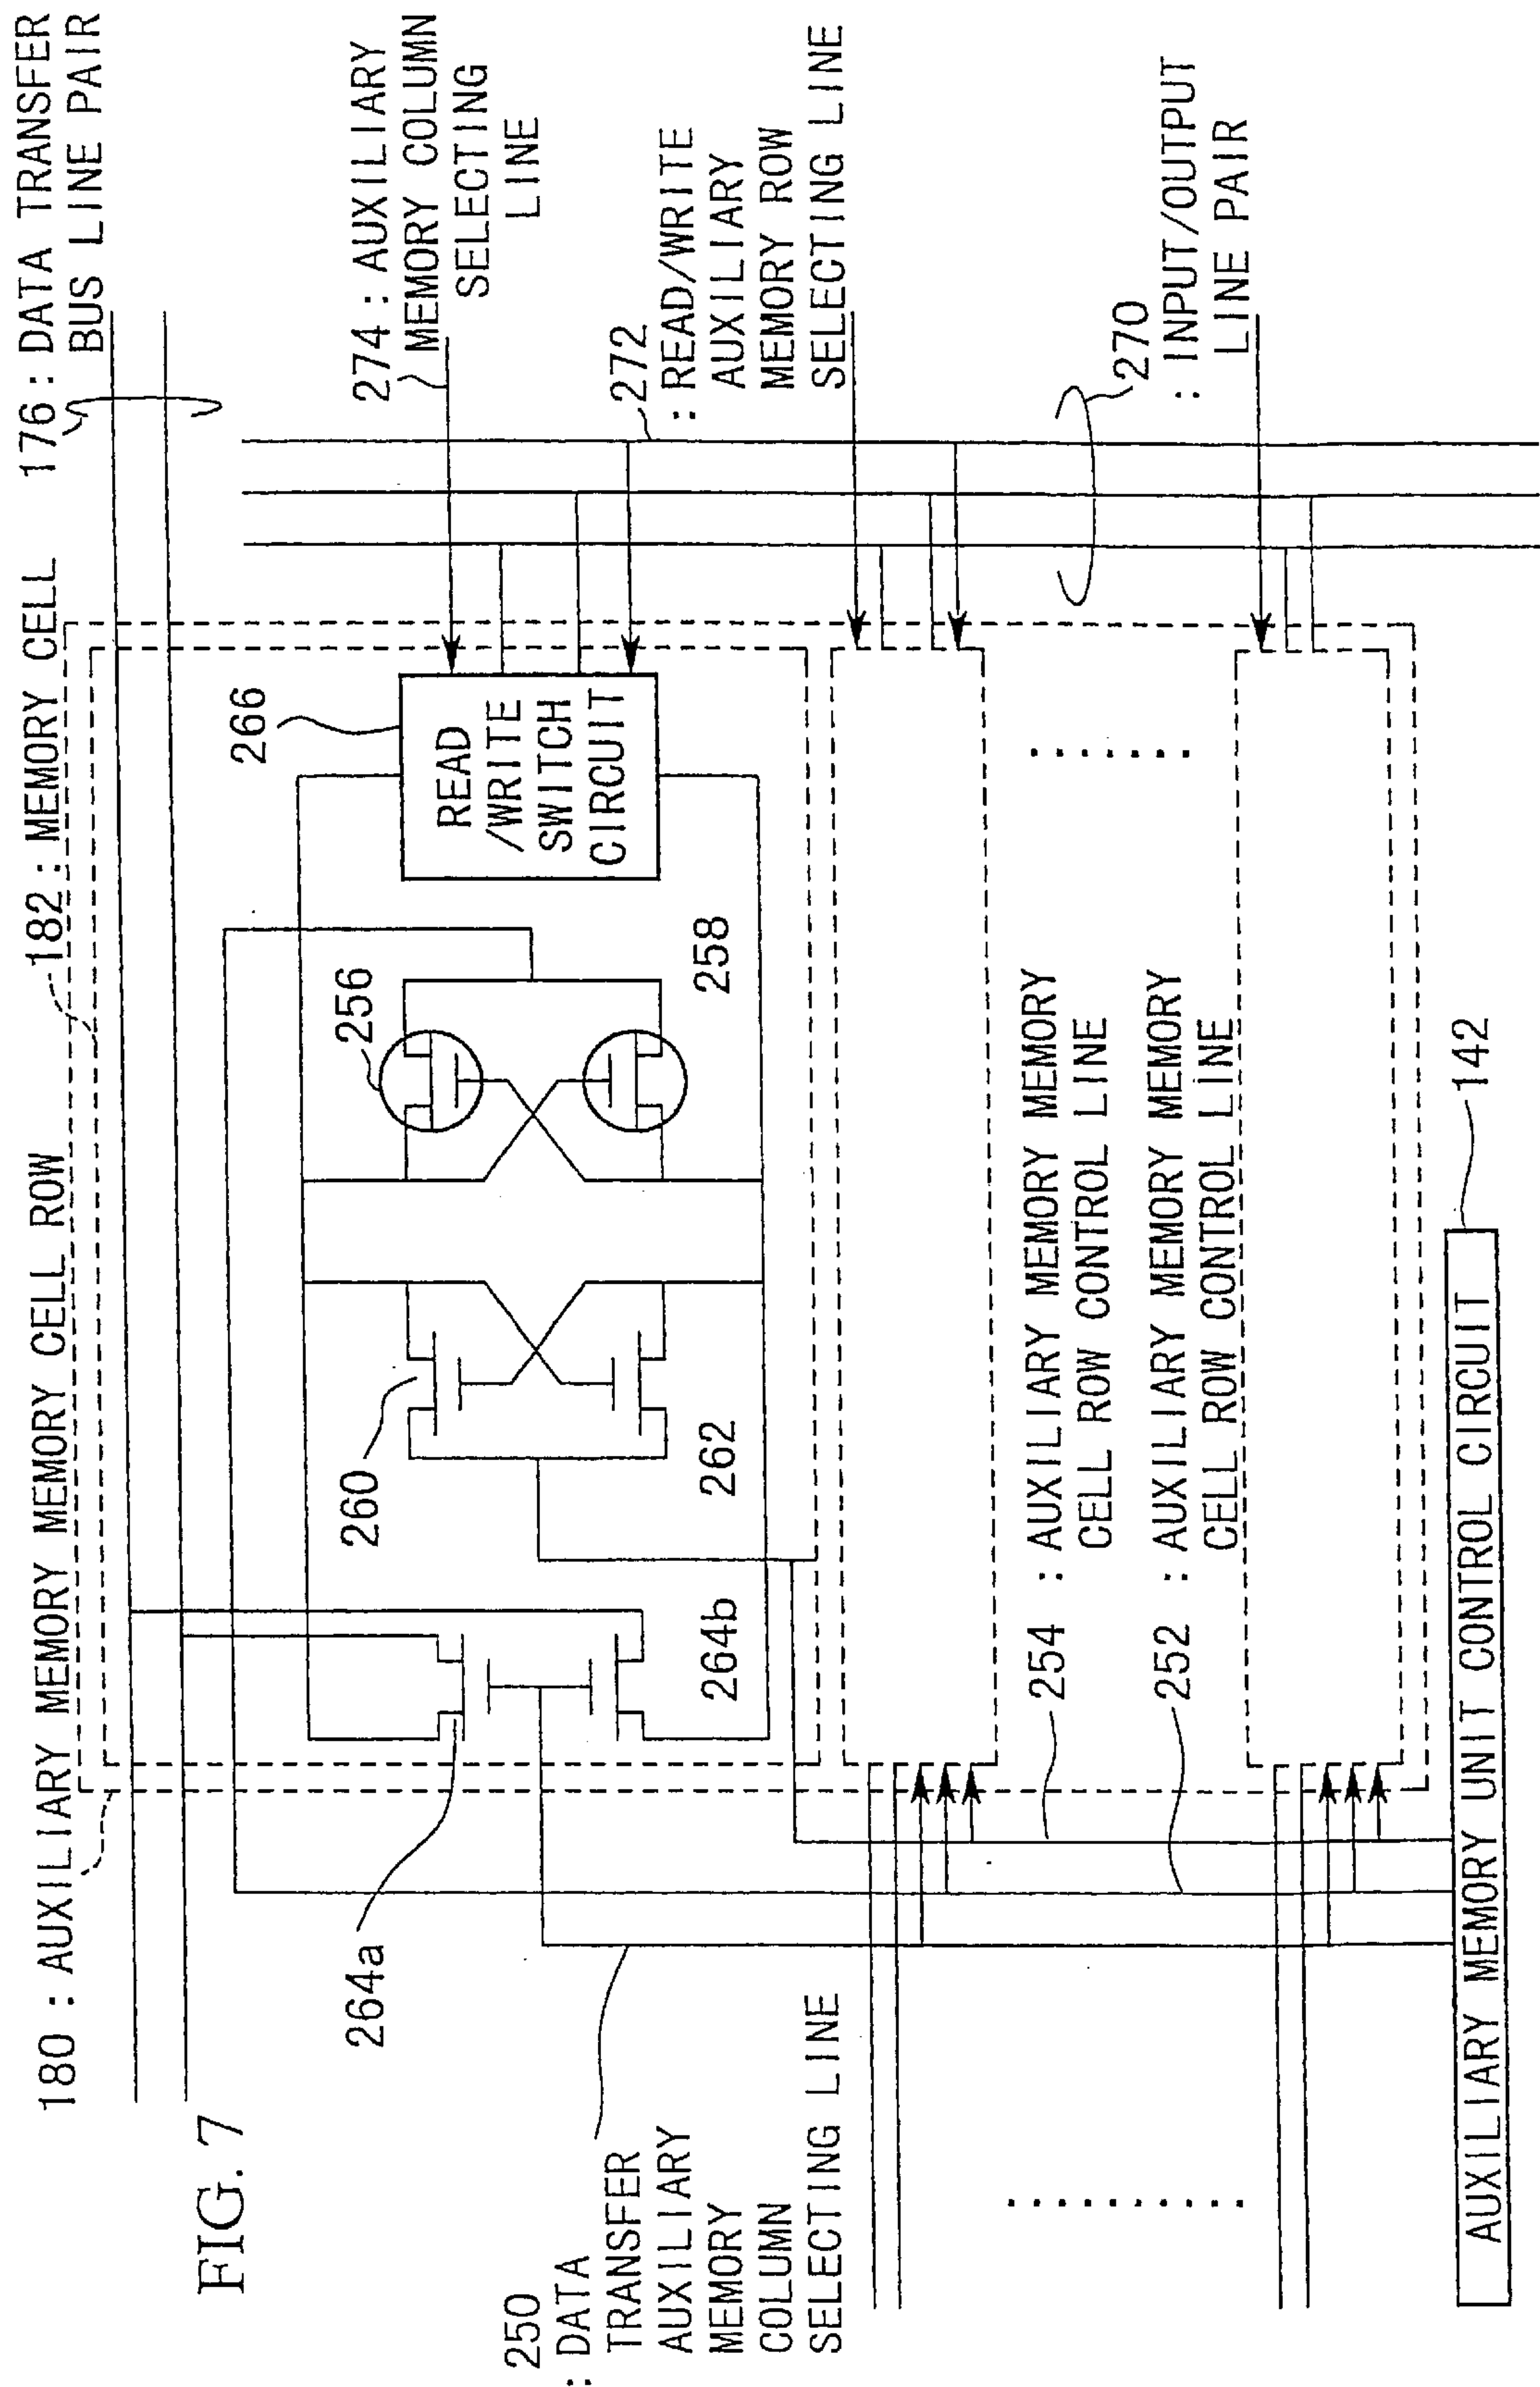 FIG. 7
180 : AUXILIARY MEMORY MEMORY CELL ROW
182 : MEMORY CELL
176 : DATA TRANSFER
BUS LINE PAIR
266
274 : AUXILIARY
MEMORY COLUMN
SELECTING
LINE
READ
/WRITE
SWITCH
CIRCUIT
256
258
260
262
264a
264b
272
: READ/WRITE
AUXILIARY
MEMORY ROW
SELECTING LINE
250
: DATA
TRANSFER
AUXILIARY
MEMORY
COLUMN
SELECTING LINE
254 : AUXILIARY MEMORY MEMORY
CELL ROW CONTROL LINE
252 : AUXILIARY MEMORY MEMORY
CELL ROW CONTROL LINE
270
: INPUT/OUTPUT
LINE PAIR
AUXILIARY MEMORY UNIT CONTROL CIRCUIT
142